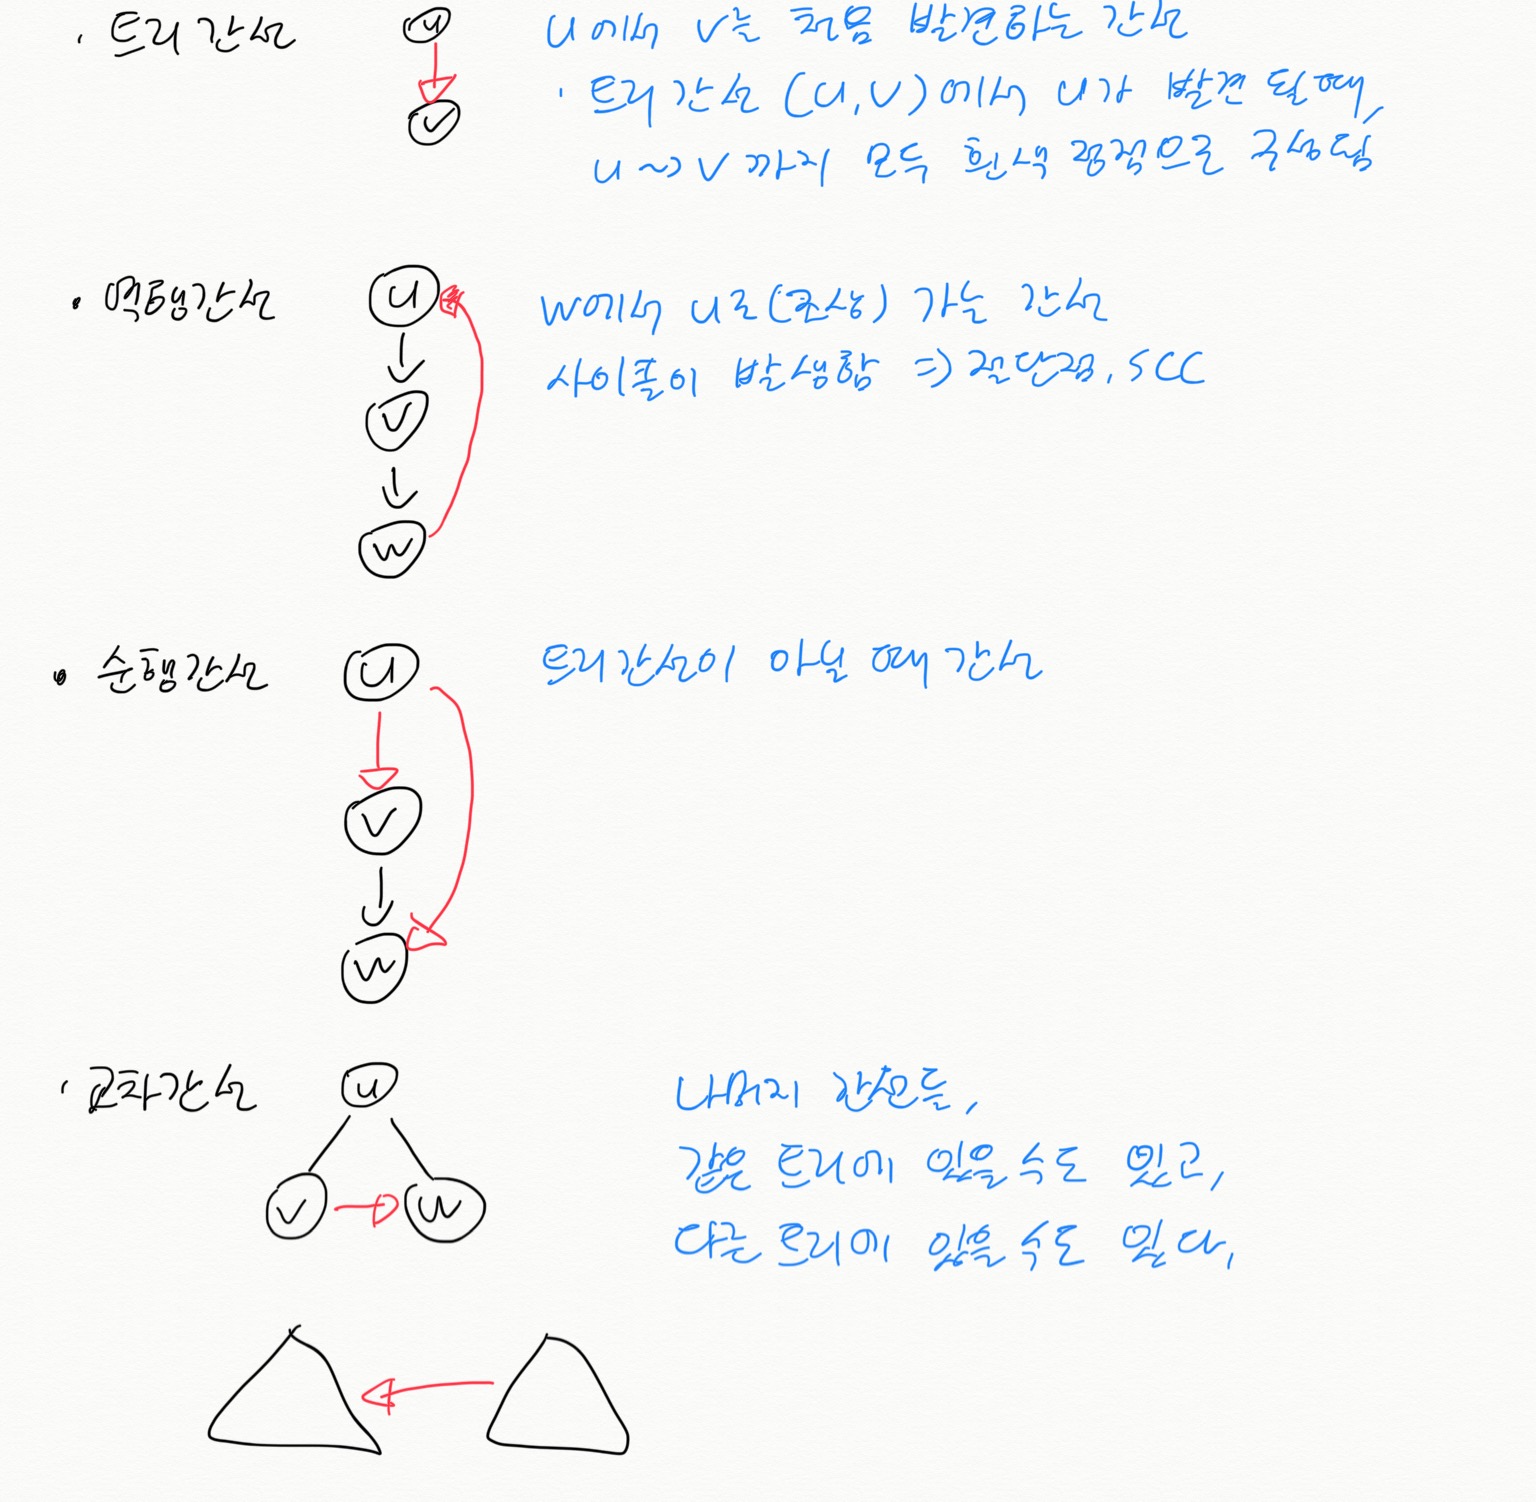 · 트리 간선
u
v
u에서 v를 처음 발견하는 간선
· 트리 간선 (u,v)에서 u가 발견 될때,
u ~> v 까지 모두 흰색 정점으로 구성됨
· 역행간선
u
v
w
w에서 u로(조상) 가는 간선
사이클이 발생함 => 절단점, SCC
· 순행간선
u
v
w
트리간선이 아닐 때 간선
· 교차간선
u
v
w
나머지 간선들,
같은 트리에 있을 수도 있고,
다른 트리에 있을 수도 있다.